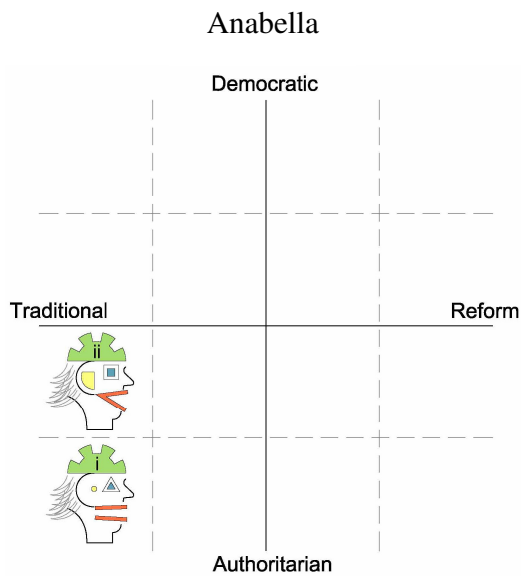 Anabella
Democratic
Traditional
Reform
ii
i
Authoritarian